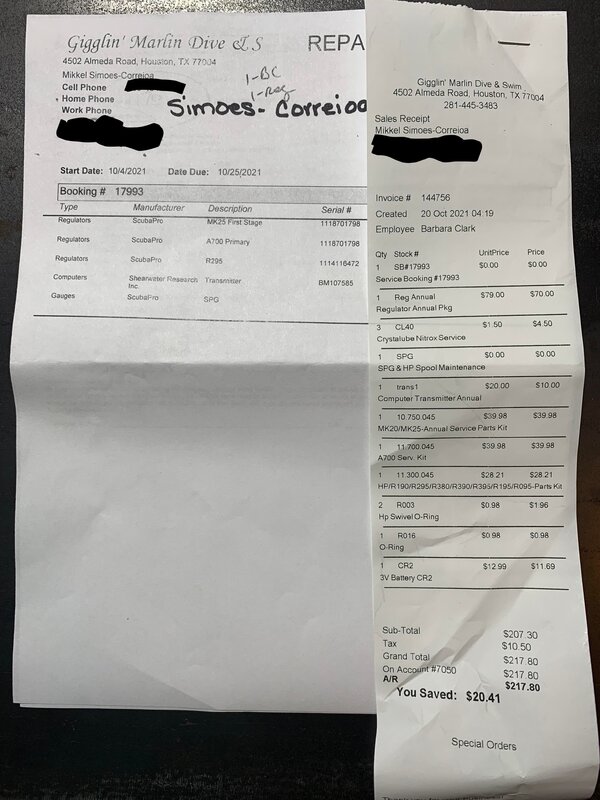 Gigglin' Marlin Dive & S
REPA
4502 Almeda Road, Houston, TX 77004
Mikkel Simoes-Correioa
Cell Phone
Home Phone
Work Phone
1-BC
1-Reg
Simoes-Correioa
Start Date: 10/4/2021 Date Due: 10/25/2021
Booking # 17993
Type Manufacturer Description Serial #
Regulators ScubaPro MK25 First Stage 1118701798
Regulators ScubaPro A700 Primary 1118701798
Regulators ScubaPro R295 1114116472
Computers Shearwater Research Inc. Transmitter BM107585
Gauges ScubaPro SPG
Gigglin' Marlin Dive & Swim
4502 Almeda Road, Houston, TX 77004
281-445-3483
Sales Receipt
Mikkel Simoes-Correioa
Invoice # 144756
Created 20 Oct 2021 04:19
Employee Barbara Clark
Qty Stock # UnitPrice Price
1 SB#17993 $0.00 $0.00
Service Booking #17993
1 Reg Annual $79.00 $70.00
Regulator Annual Pkg
3 CL40 $1.50 $4.50
Crystalube Nitrox Service
1 SPG $0.00 $0.00
SPG & HP Spool Maintenance
1 trans1 $20.00 $10.00
Computer Transmitter Annual
1 10.750.045 $39.98 $39.98
MK20/MK25-Annual Service Parts Kit
1 11.700.045 $39.98 $39.98
A700 Serv. Kit
1 11.300.045 $28.21 $28.21
HP/R190/R295/R380/R390/R395/R195/R095-Parts Kit
2 R003 $0.98 $1.96
Hp Swivel O-Ring
1 R016 $0.98 $0.98
O-Ring
1 CR2 $12.99 $11.69
3V Battery CR2
Sub-Total $207.30
Tax $10.50
Grand Total $217.80
On Account #7050 $217.80
A/R $217.80
You Saved: $20.41
Special Orders